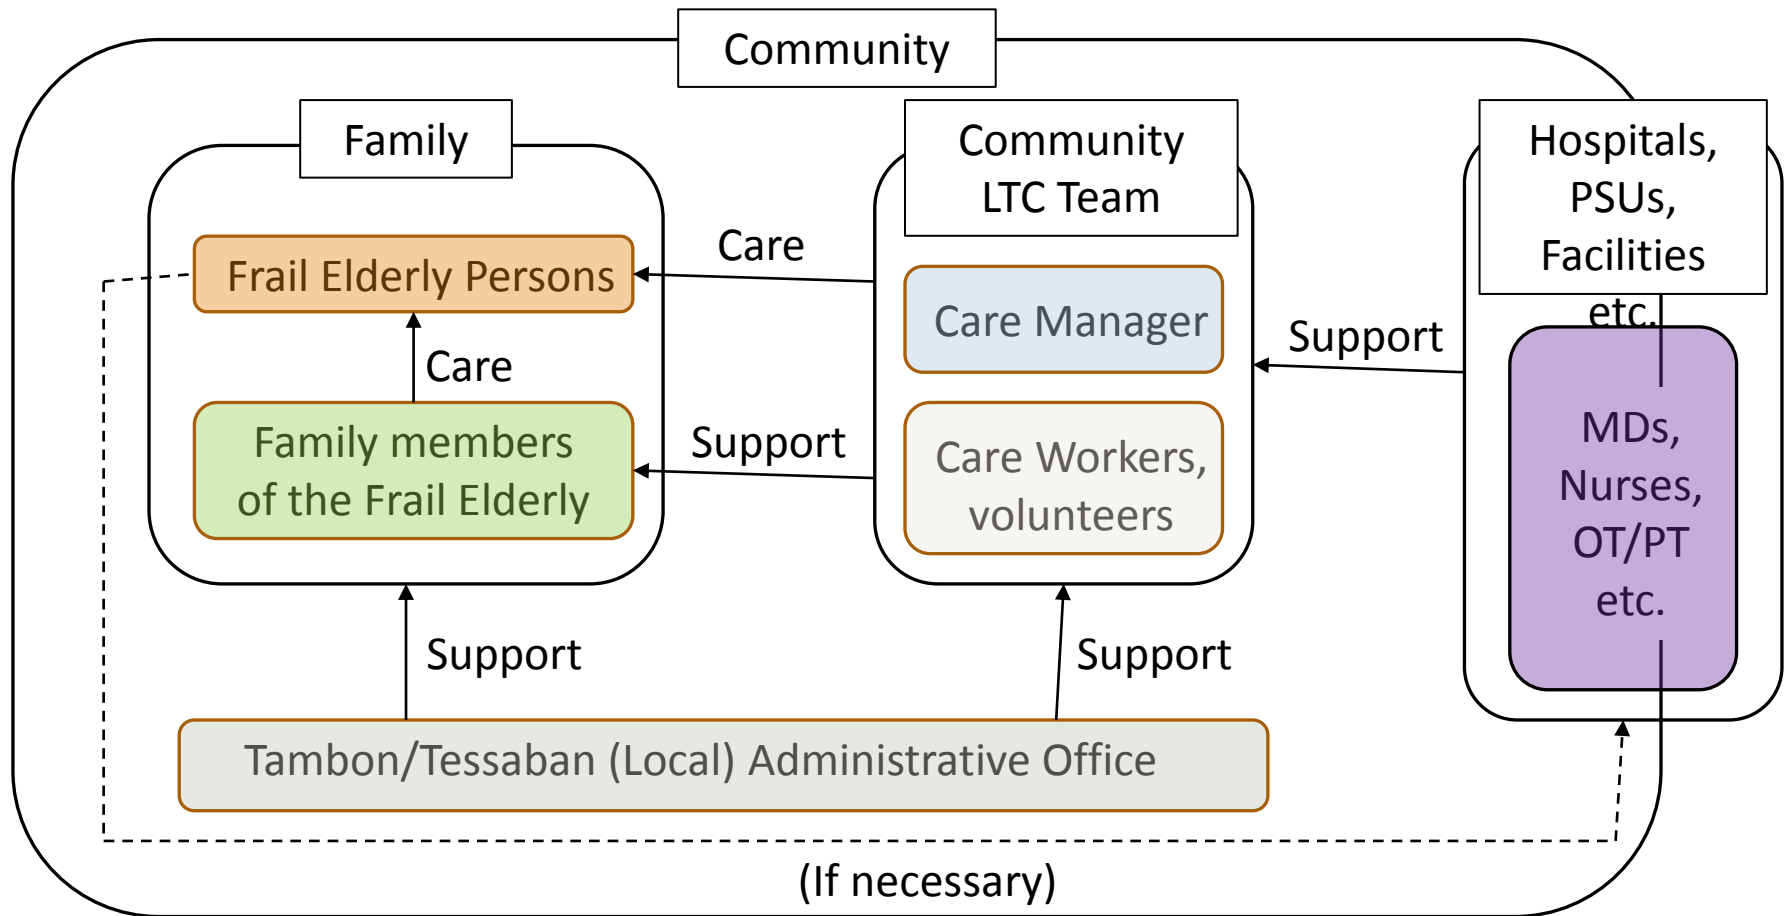 Community
Family
Community
LTC Team
Hospitals,
PSUs,
Facilities
etc.
Frail Elderly Persons
Care
Care Manager
Support
Care
Family members
of the Frail Elderly
Support
Care Workers,
volunteers
MDs,
Nurses,
OT/PT
etc.
Support
Support
Tambon/Tessaban (Local) Administrative Office
(If necessary)